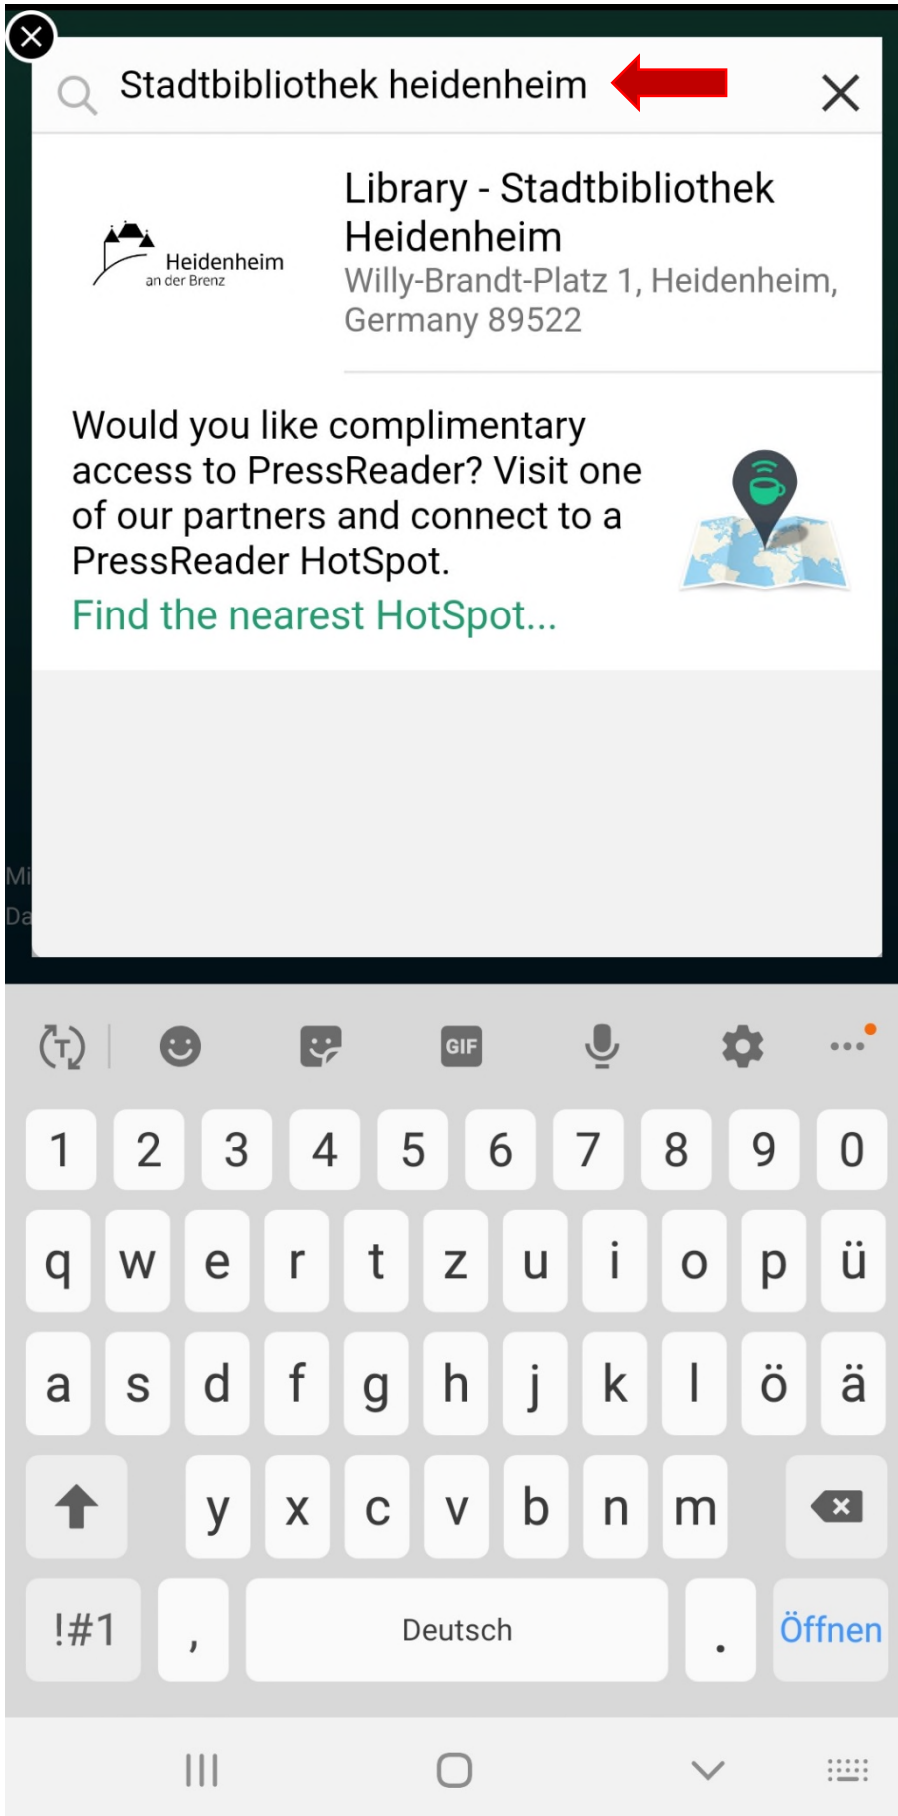 Stadtbibliothek heidenheim
Library - Stadtbibliothek
Heidenheim
Willy-Brandt-Platz 1, Heidenheim,
Germany 89522
Heidenheim
an der Brenz
Would you like complimentary
access to PressReader? Visit one
of our partners and connect to a
PressReader HotSpot.
Find the nearest HotSpot...
Mi
Da
T GIF
1 2 3 4 5 6 7 8 9 0
q w e r t z u i o p ü
a s d f g h j k l ö ä
y x c v b n m
!#1 , Deutsch . Öffnen